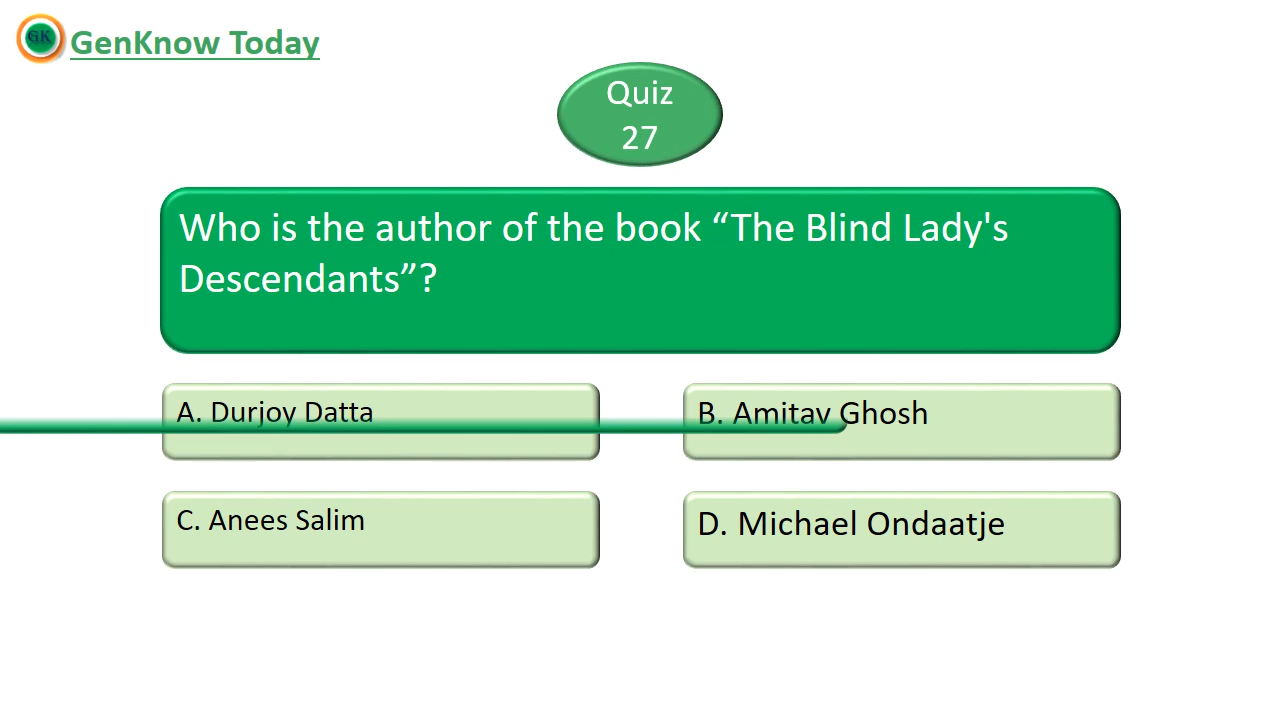 GK GenKnow Today
Quiz
27
Who is the author of the book “The Blind Lady's
Descendants”?
A. Durjoy Datta
B. Amitav Ghosh
C. Anees Salim
D. Michael Ondaatje